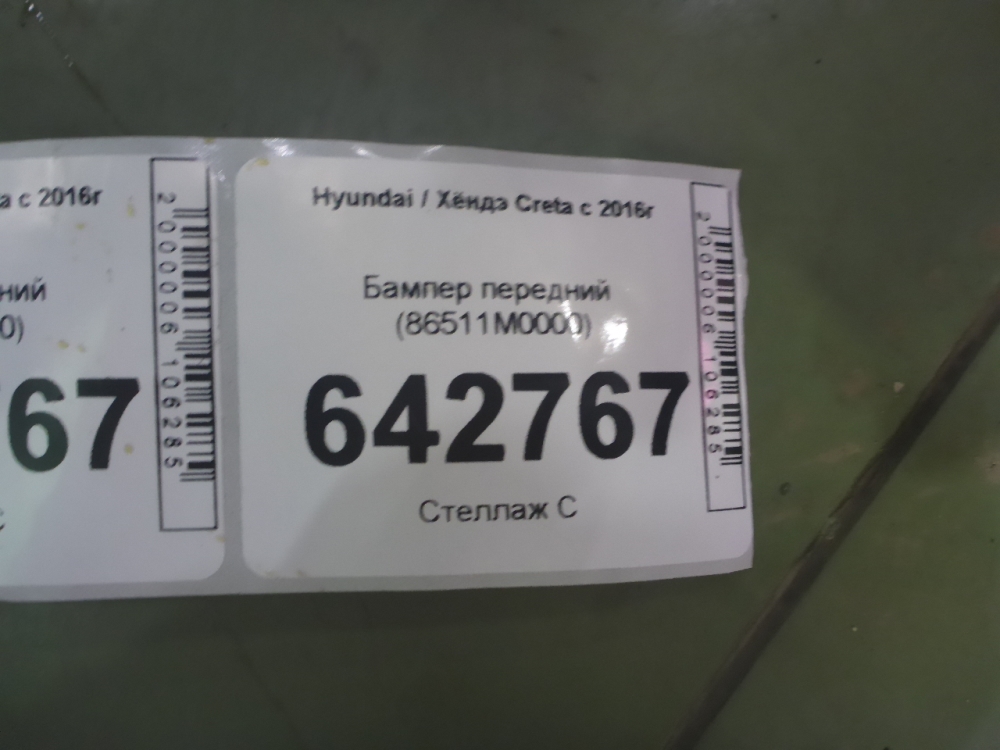 а с 2016г
ний
0)
67
2000006106285
Hyundai / Хёндэ Creta с 2016г
Бампер передний
(86511M0000)
642767
Стеллаж С
2000006106285